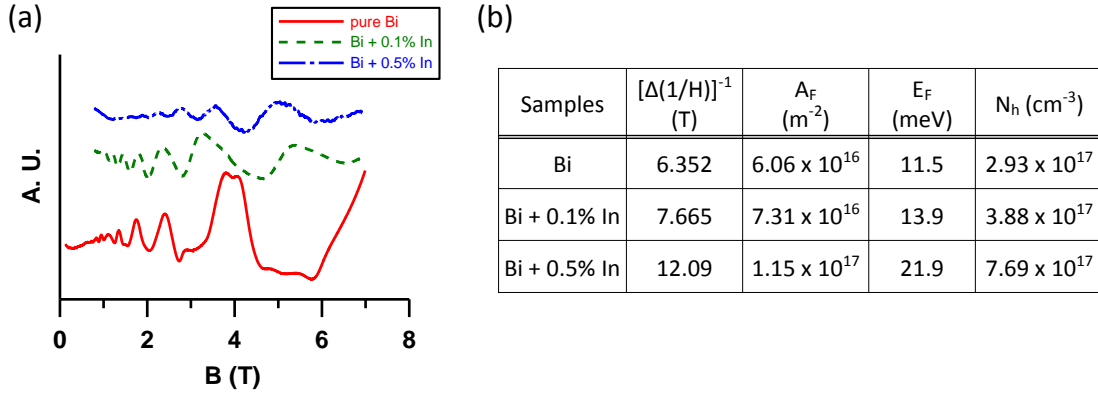 (a)
pure Bi
Bi + 0.1% In
Bi + 0.5% In
A. U.
0 2 4 6 8
B (T)
(b)
Samples [Δ(1/H)]⁻¹ (T) A_F (m⁻²) E_F (meV) N_h (cm⁻³)
Bi 6.352 6.06 x 10¹⁶ 11.5 2.93 x 10¹⁷
Bi + 0.1% In 7.665 7.31 x 10¹⁶ 13.9 3.88 x 10¹⁷
Bi + 0.5% In 12.09 1.15 x 10¹⁷ 21.9 7.69 x 10¹⁷